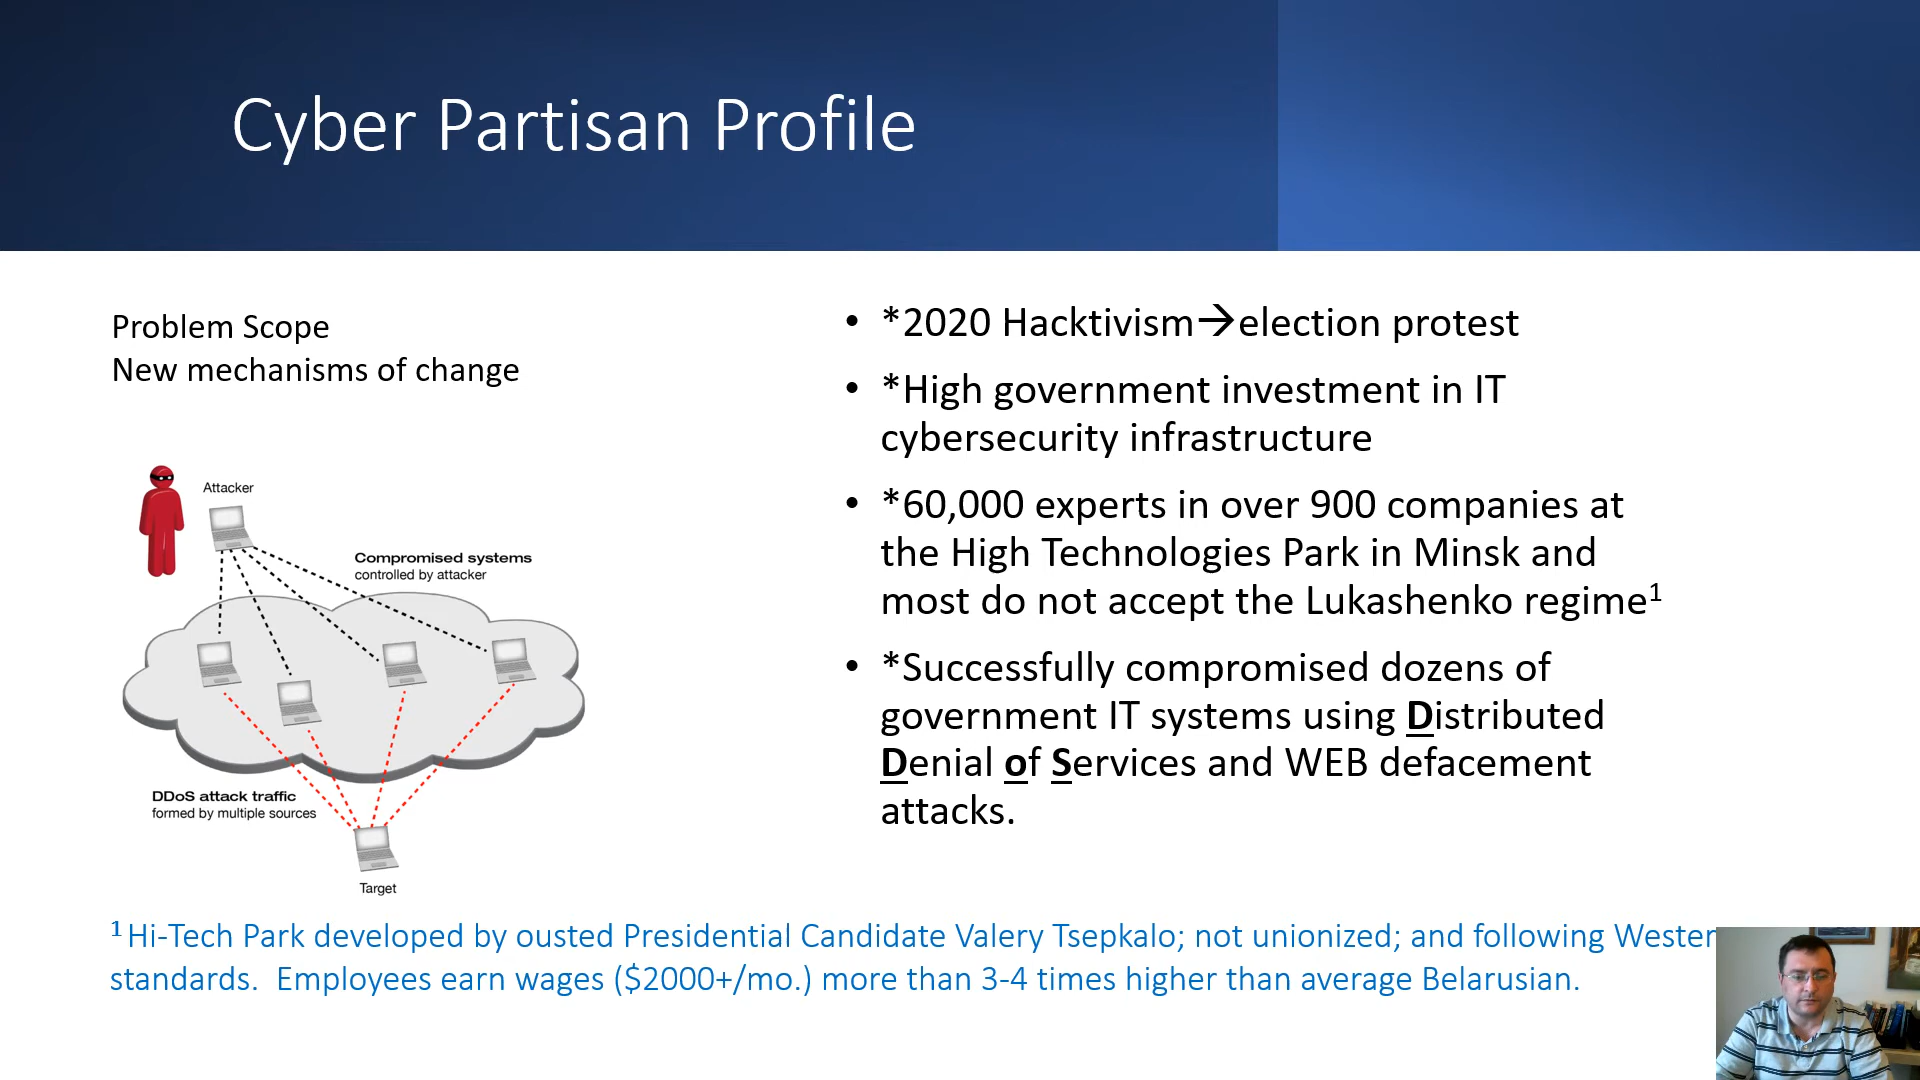 Cyber Partisan Profile
Problem Scope
New mechanisms of change
Attacker
Compromised systems
controlled by attacker
DDoS attack traffic
formed by multiple sources
Target
• *2020 Hacktivism→election protest
• *High government investment in IT
cybersecurity infrastructure
• *60,000 experts in over 900 companies at
the High Technologies Park in Minsk and
most do not accept the Lukashenko regime¹
• *Successfully compromised dozens of
government IT systems using Distributed
Denial of Services and WEB defacement
attacks.
¹ Hi-Tech Park developed by ousted Presidential Candidate Valery Tsepkalo; not unionized; and following Wester
standards. Employees earn wages ($2000+/mo.) more than 3-4 times higher than average Belarusian.